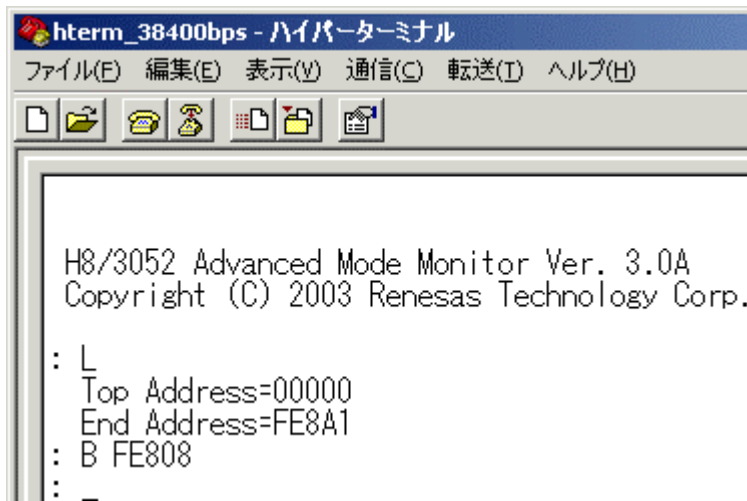 hterm_38400bps - ハイパーターミナル
ファイル(F) 編集(E) 表示(V) 通信(C) 転送(T) ヘルプ(H)
H8/3052 Advanced Mode Monitor Ver. 3.0A
Copyright (C) 2003 Renesas Technology Corp.
: L
Top Address=00000
End Address=FE8A1
: B FE808
: _